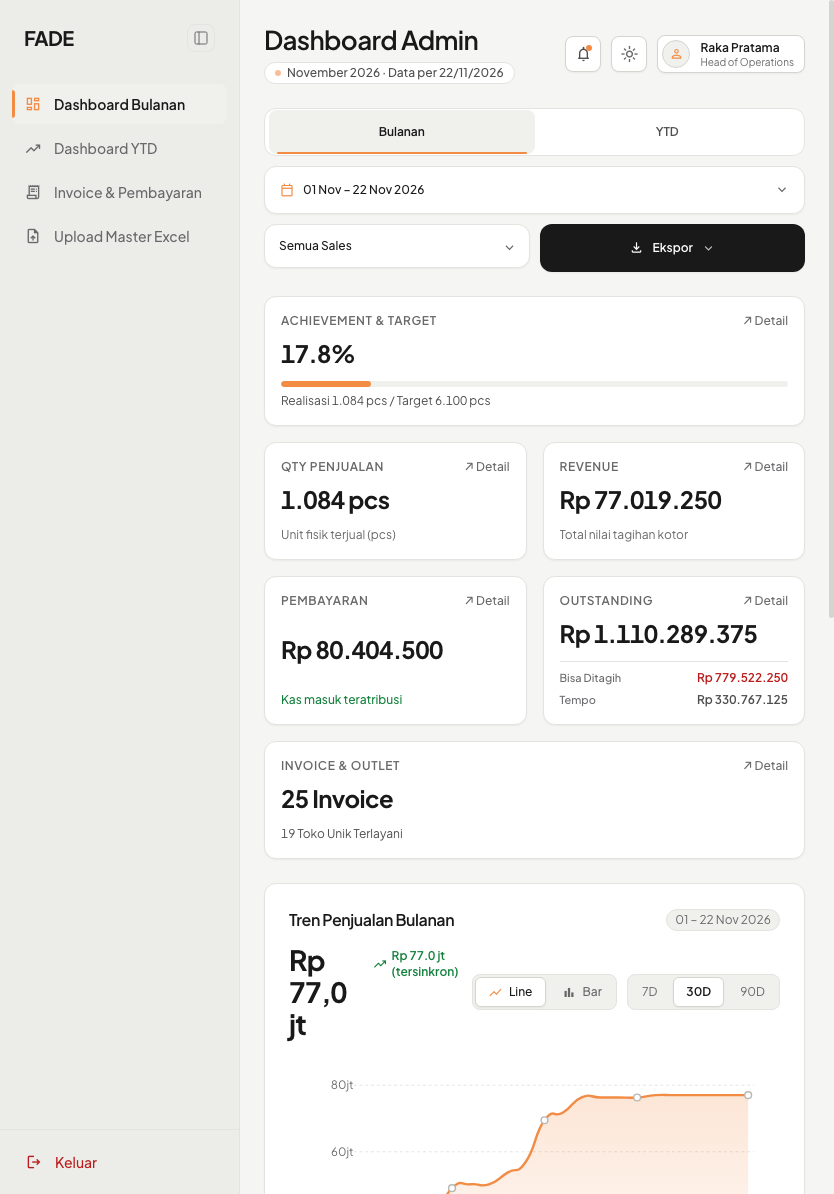 FADE
Dashboard Bulanan
Dashboard YTD
Invoice & Pembayaran
Upload Master Excel
Keluar
Dashboard Admin
November 2026 · Data per 22/11/2026
Raka Pratama
Head of Operations
Bulanan
YTD
01 Nov – 22 Nov 2026
Semua Sales
Ekspor
ACHIEVEMENT & TARGET
Detail
17.8%
Realisasi 1.084 pcs / Target 6.100 pcs
QTY PENJUALAN
Detail
1.084 pcs
Unit fisik terjual (pcs)
REVENUE
Detail
Rp 77.019.250
Total nilai tagihan kotor
PEMBAYARAN
Detail
Rp 80.404.500
Kas masuk teratribusi
OUTSTANDING
Detail
Rp 1.110.289.375
Bisa Ditagih
Rp 779.522.250
Tempo
Rp 330.767.125
INVOICE & OUTLET
Detail
25 Invoice
19 Toko Unik Terlayani
Tren Penjualan Bulanan
01 – 22 Nov 2026
Rp
77,0
jt
Rp 77.0 jt
(tersinkron)
Line
Bar
7D
30D
90D
80jt
60jt